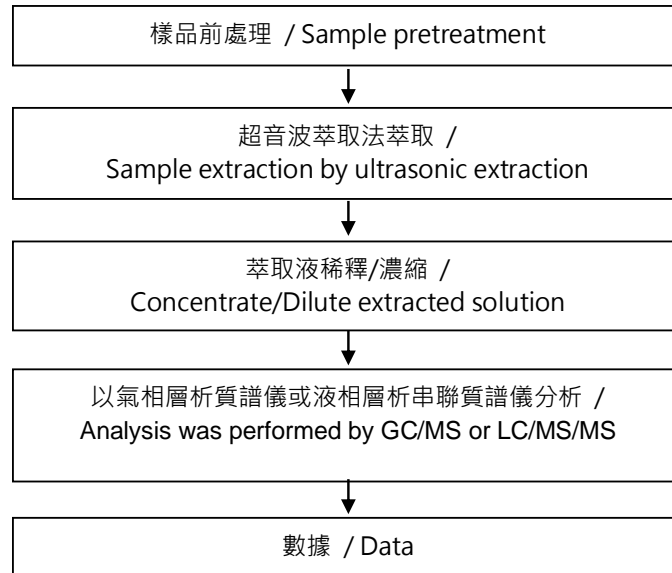 樣品前處理 / Sample pretreatment
超音波萃取法萃取 /
Sample extraction by ultrasonic extraction
萃取液稀釋/濃縮 /
Concentrate/Dilute extracted solution
以氣相層析質譜儀或液相層析串聯質譜儀分析 /
Analysis was performed by GC/MS or LC/MS/MS
數據 / Data